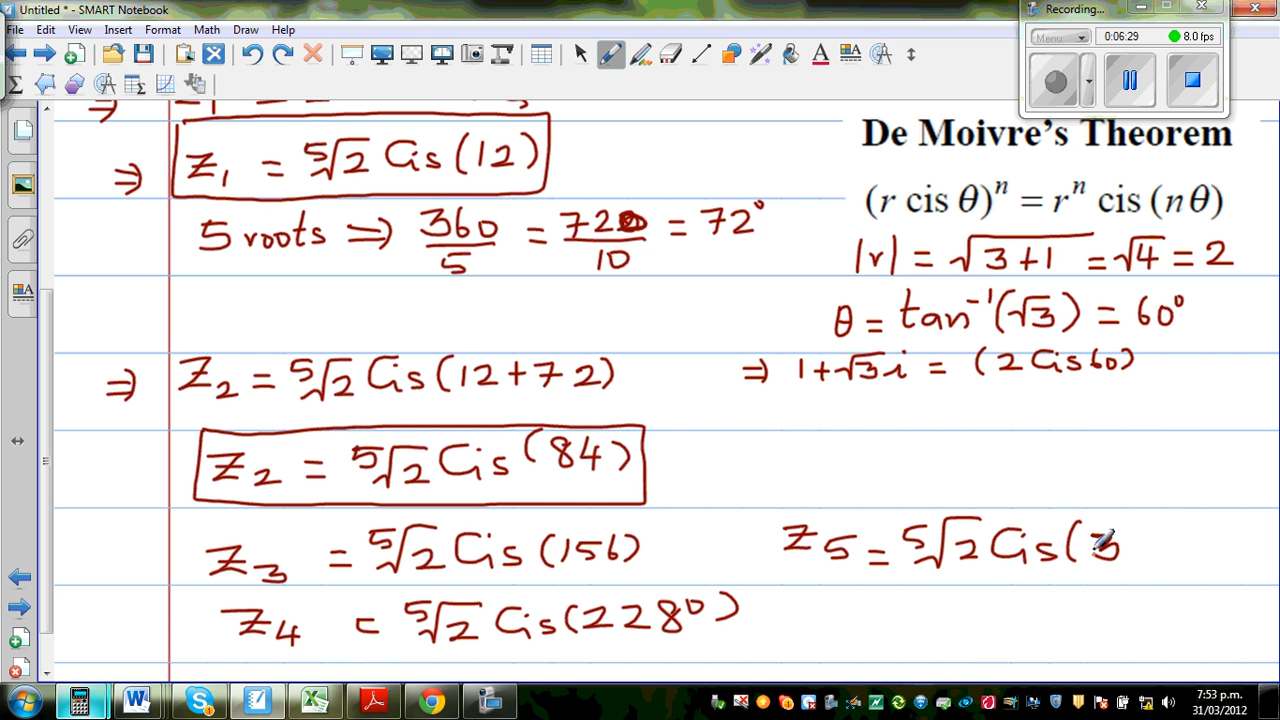 Untitled * - SMART Notebook
File Edit View Insert Format Math Draw Help
Recording...
Menu 0:06:29 8.0 fps
⇒
⇒ Z₁ = ⁵√2 Cis (12)
5 roots ⇒ 360/5 = 720/10 = 72°
⇒ Z₂ = ⁵√2 Cis (12+72)
Z₂ = ⁵√2 Cis (84)
Z₃ = ⁵√2 Cis (156)
Z₄ = ⁵√2 Cis (228°)
De Moivre's Theorem
(r cis θ)ⁿ = rⁿ cis (nθ)
|r| = √3+1 = √4 = 2
θ = tan⁻¹(√3) = 60°
⇒ 1+√3i = (2 Cis 60)
Z₅ = ⁵√2 Cis (3
7:53 p.m.
31/03/2012